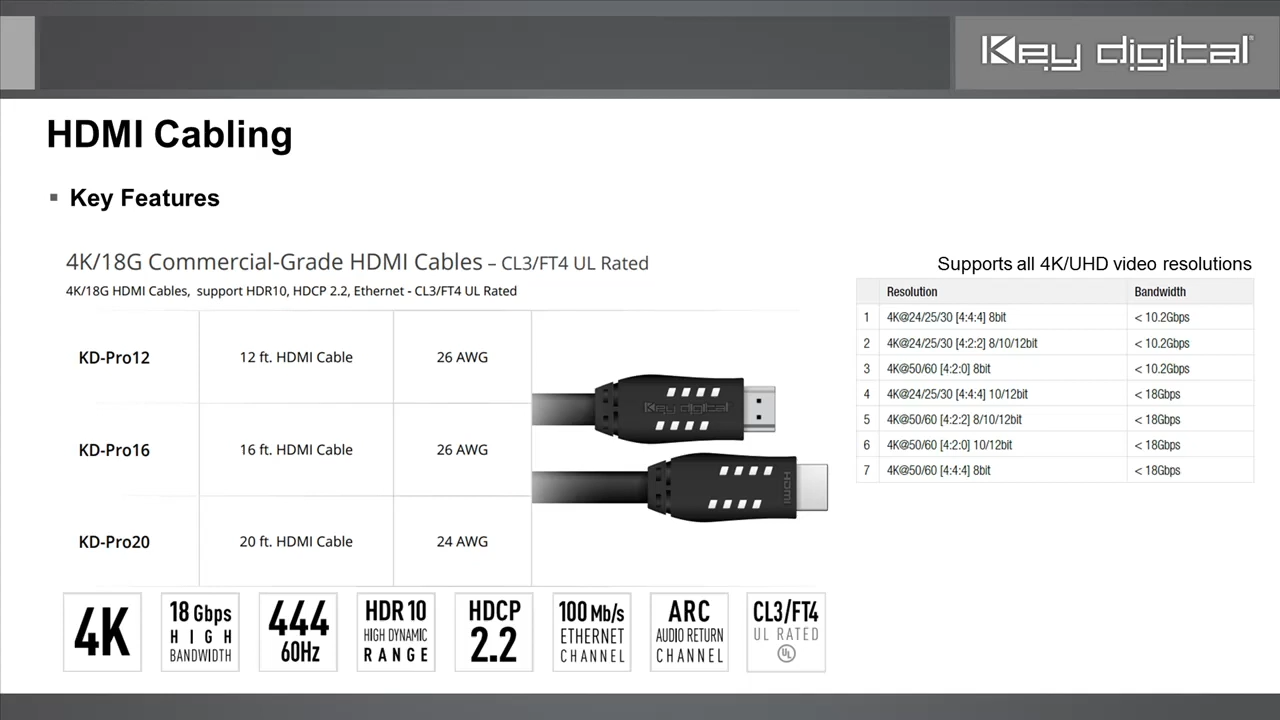 Key digital®
HDMI Cabling
▪ Key Features
4K/18G Commercial-Grade HDMI Cables – CL3/FT4 UL Rated
4K/18G HDMI Cables, support HDR10, HDCP 2.2, Ethernet - CL3/FT4 UL Rated
KD-Pro12 12 ft. HDMI Cable 26 AWG
KD-Pro16 16 ft. HDMI Cable 26 AWG
KD-Pro20 20 ft. HDMI Cable 24 AWG
Key digital
HDMI
Supports all 4K/UHD video resolutions
Resolution Bandwidth
1 4K@24/25/30 [4:4:4] 8bit < 10.2Gbps
2 4K@24/25/30 [4:2:2] 8/10/12bit < 10.2Gbps
3 4K@50/60 [4:2:0] 8bit < 10.2Gbps
4 4K@24/25/30 [4:4:4] 10/12bit < 18Gbps
5 4K@50/60 [4:2:2] 8/10/12bit < 18Gbps
6 4K@50/60 [4:2:0] 10/12bit < 18Gbps
7 4K@50/60 [4:4:4] 8bit < 18Gbps
4K
18 Gbps
HIGH
BANDWIDTH
444
60Hz
HDR 10
HIGH DYNAMIC
RANGE
HDCP
2.2
100 Mb/s
ETHERNET
CHANNEL
ARC
AUDIO RETURN
CHANNEL
CL3/FT4
UL RATED
UL